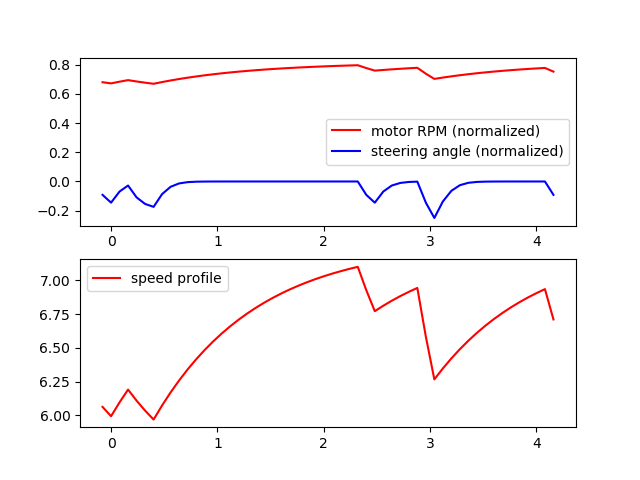 0.8
0.6
0.4
0.2
0.0
−0.2
motor RPM (normalized)
steering angle (normalized)
0 1 2 3 4
7.00
6.75
6.50
6.25
6.00
speed profile
0 1 2 3 4